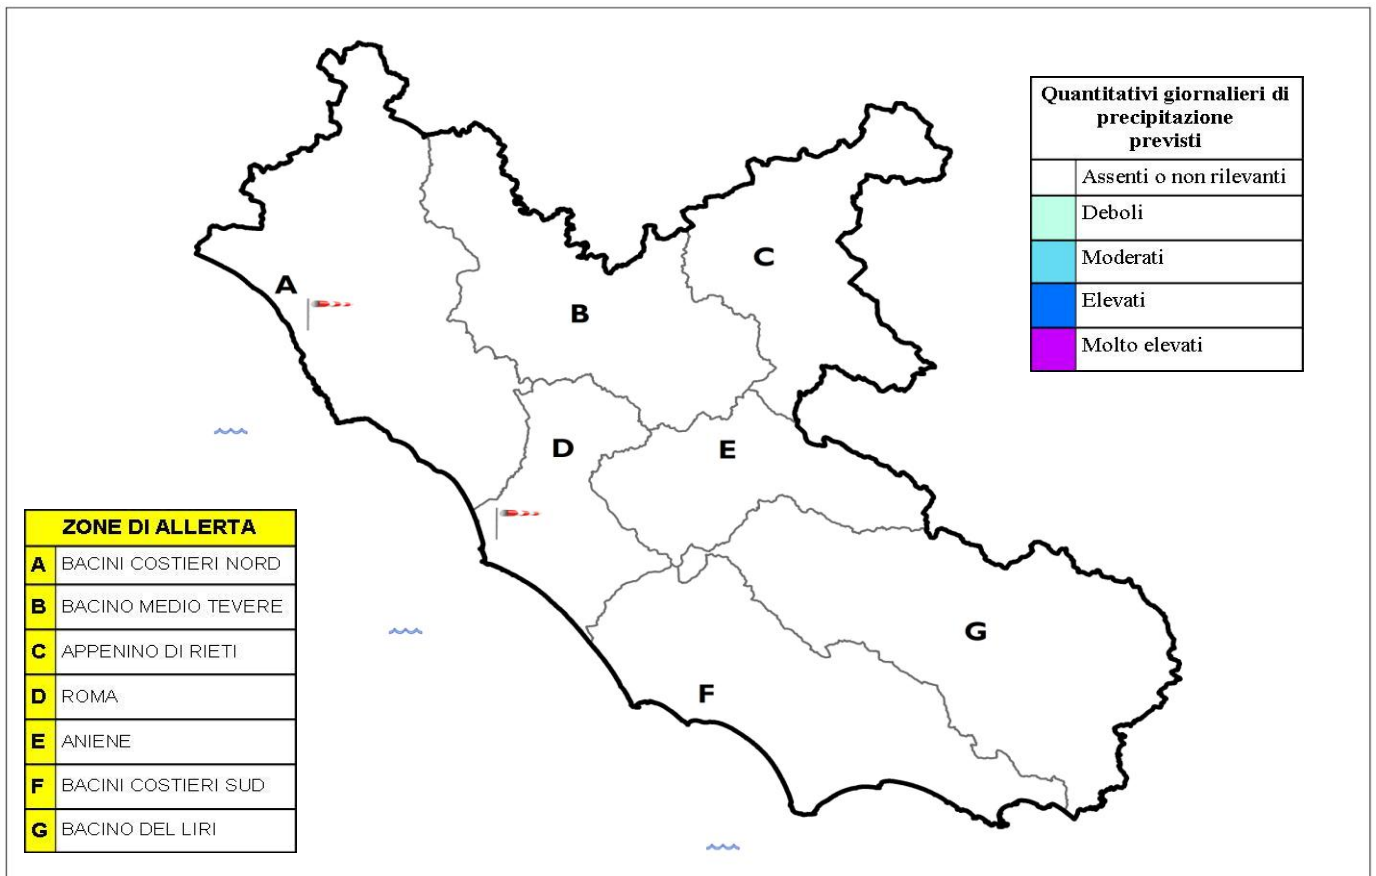 Quantitativi giornalieri di
precipitazione
previsti
Assenti o non rilevanti
Deboli
Moderati
Elevati
Molto elevati
A
B
C
D
E
F
G
ZONE DI ALLERTA
A BACINI COSTIERI NORD
B BACINO MEDIO TEVERE
C APPENINO DI RIETI
D ROMA
E ANIENE
F BACINI COSTIERI SUD
G BACINO DEL LIRI